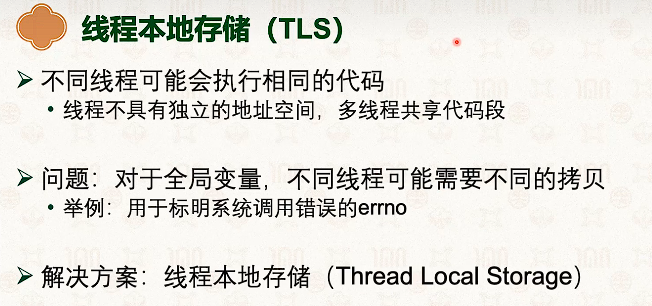 线程本地存储（TLS）
➢ 不同线程可能会执行相同的代码
• 线程不具有独立的地址空间，多线程共享代码段
➢ 问题：对于全局变量，不同线程可能需要不同的拷贝
• 举例：用于标明系统调用错误的errno
➢ 解决方案：线程本地存储（Thread Local Storage）